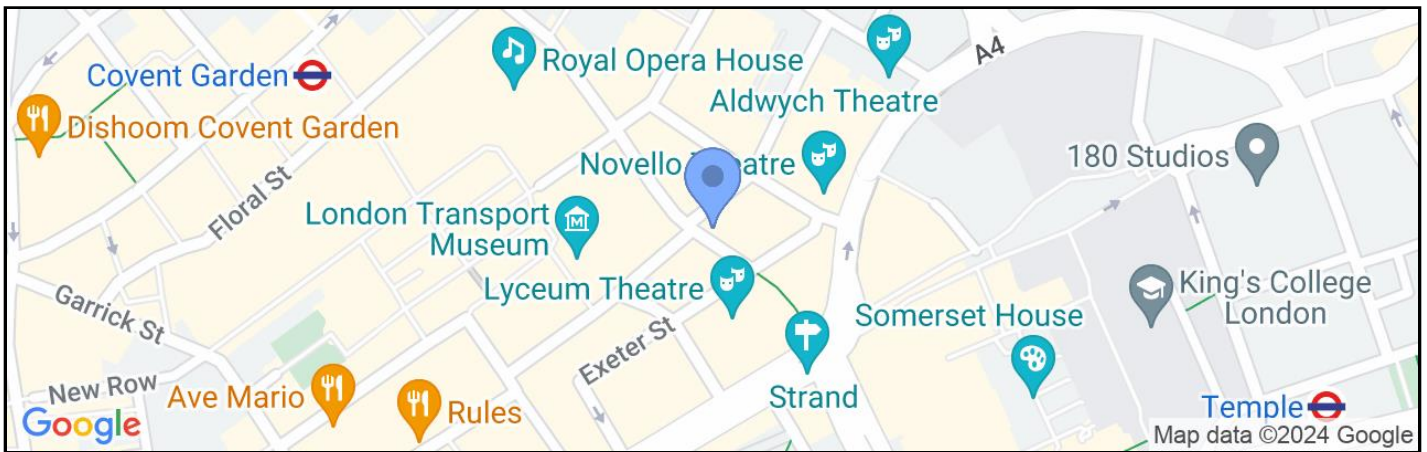 A4
Royal Opera House
Covent Garden
Aldwych Theatre
Dishoom Covent Garden
180 Studios
Novello
Floral St
London Transport
Museum
Lyceum Theatre
King's College
London
Garrick St
Somerset House
Exeter St
New Row
Ave Mario
Rules
Strand
Temple
Google
Map data ©2024 Google